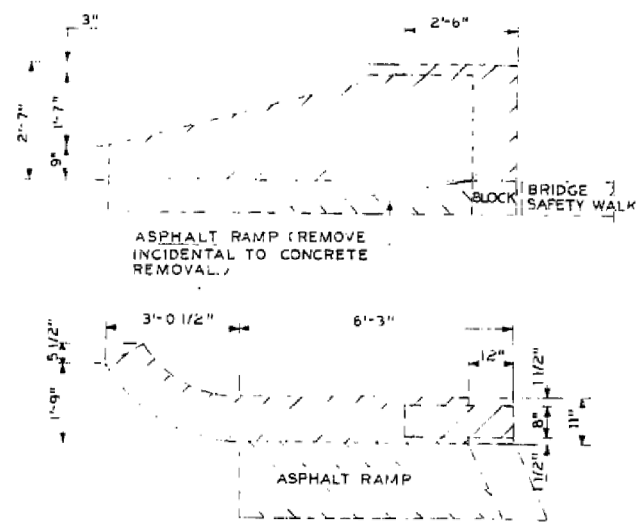 3"
2'-6"
2'-7"
1'-7"
9"
BLOCK
BRIDGE
SAFETY WALK
ASPHALT RAMP (REMOVE
INCIDENTAL TO CONCRETE
REMOVAL.)
3'-0 1/2"
6'-3"
5 1/2"
1'-9"
12"
1 1/2"
8"
11"
1 1/2"
ASPHALT RAMP